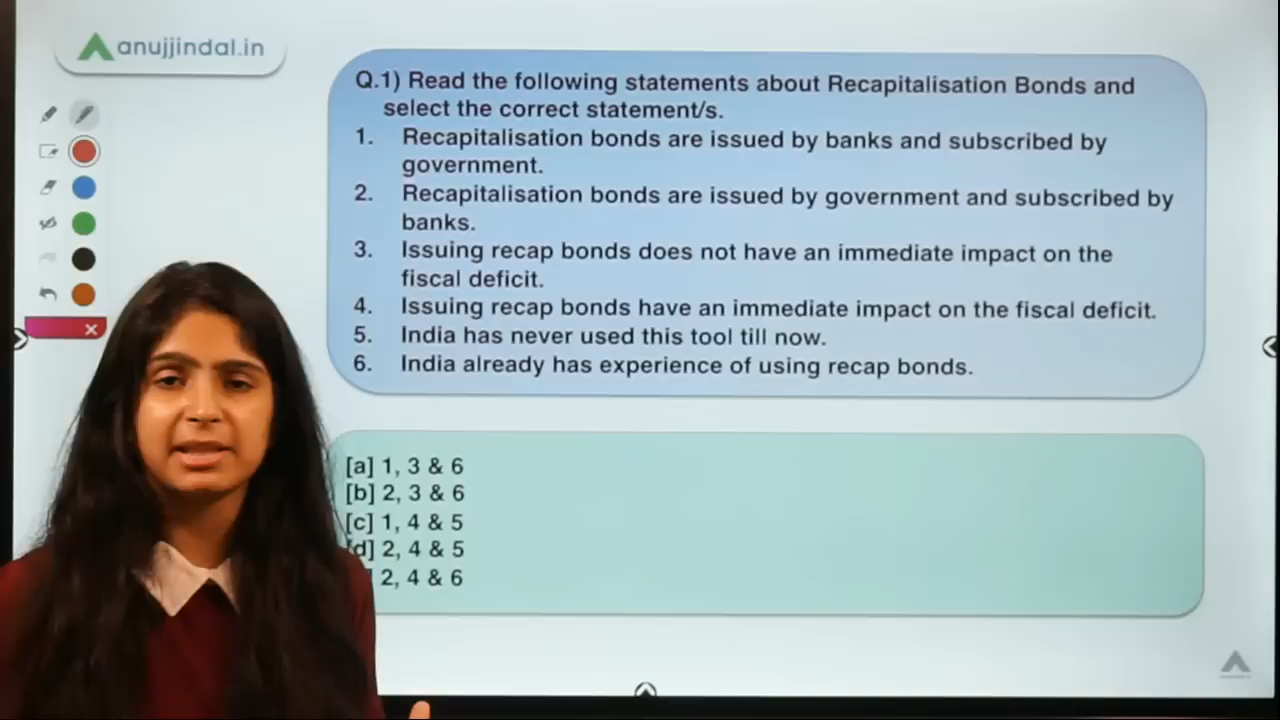 anujjindal.in
Q.1) Read the following statements about Recapitalisation Bonds and
select the correct statement/s.
1. Recapitalisation bonds are issued by banks and subscribed by
government.
2. Recapitalisation bonds are issued by government and subscribed by
banks.
3. Issuing recap bonds does not have an immediate impact on the
fiscal deficit.
4. Issuing recap bonds have an immediate impact on the fiscal deficit.
5. India has never used this tool till now.
6. India already has experience of using recap bonds.
[a] 1, 3 & 6
[b] 2, 3 & 6
[c] 1, 4 & 5
[d] 2, 4 & 5
2, 4 & 6